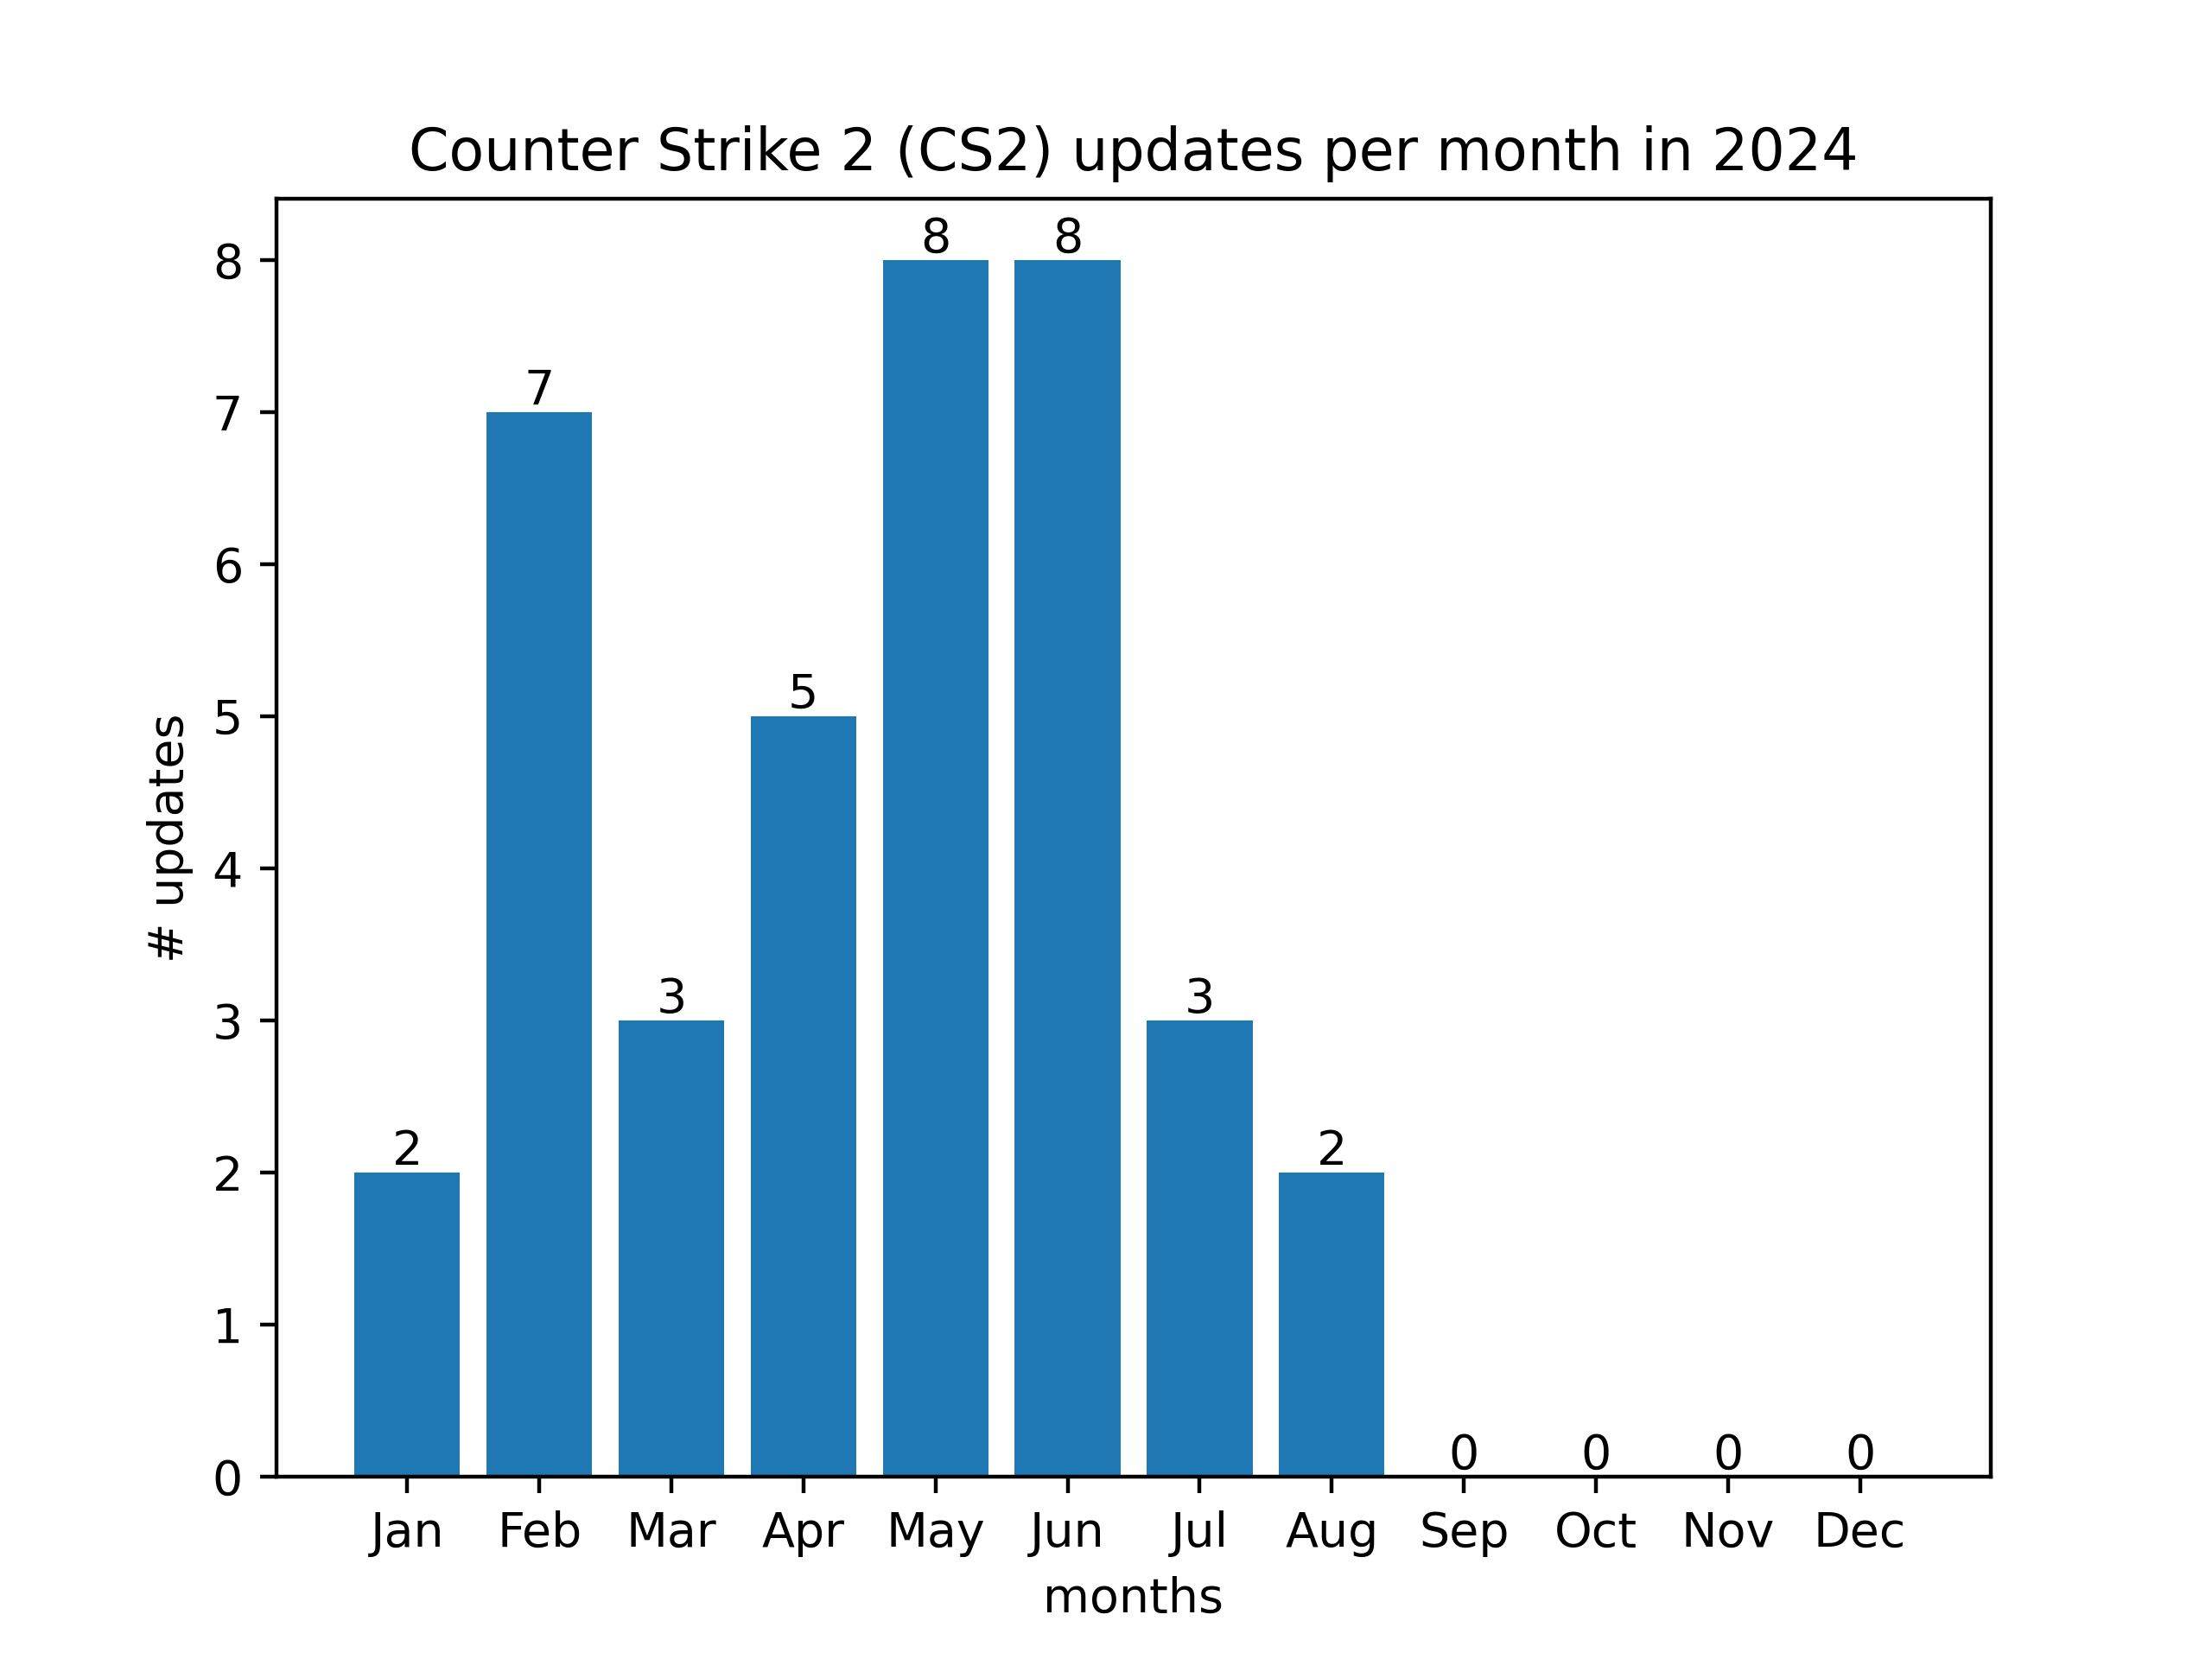 Counter Strike 2 (CS2) updates per month in 2024
8 8
8
7
7
6
5
5
4
3 3
3
2 2
2
1
0 0 0 0
0
# updates
Jan Feb Mar Apr May Jun Jul Aug Sep Oct Nov Dec
months